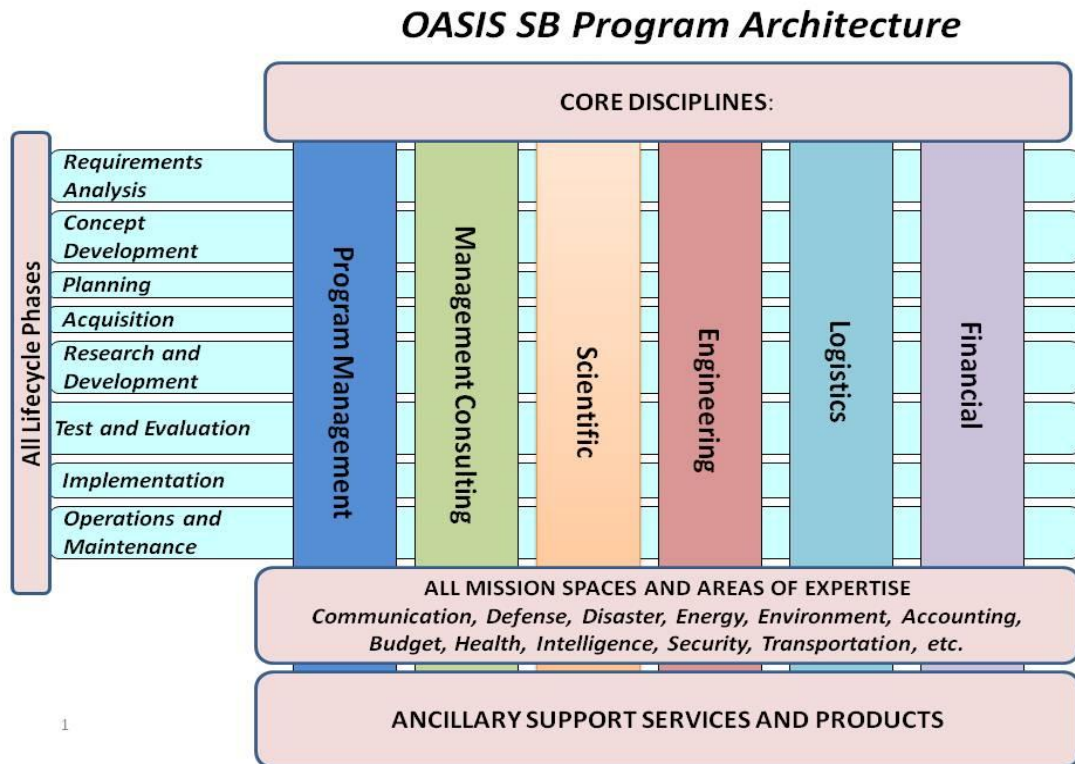 OASIS SB Program Architecture
CORE DISCIPLINES:
All Lifecycle Phases
Requirements
Analysis
Concept
Development
Planning
Acquisition
Research and
Development
Test and Evaluation
Implementation
Operations and
Maintenance
Program Management
Management Consulting
Scientific
Engineering
Logistics
Financial
ALL MISSION SPACES AND AREAS OF EXPERTISE
Communication, Defense, Disaster, Energy, Environment, Accounting,
Budget, Health, Intelligence, Security, Transportation, etc.
ANCILLARY SUPPORT SERVICES AND PRODUCTS
1